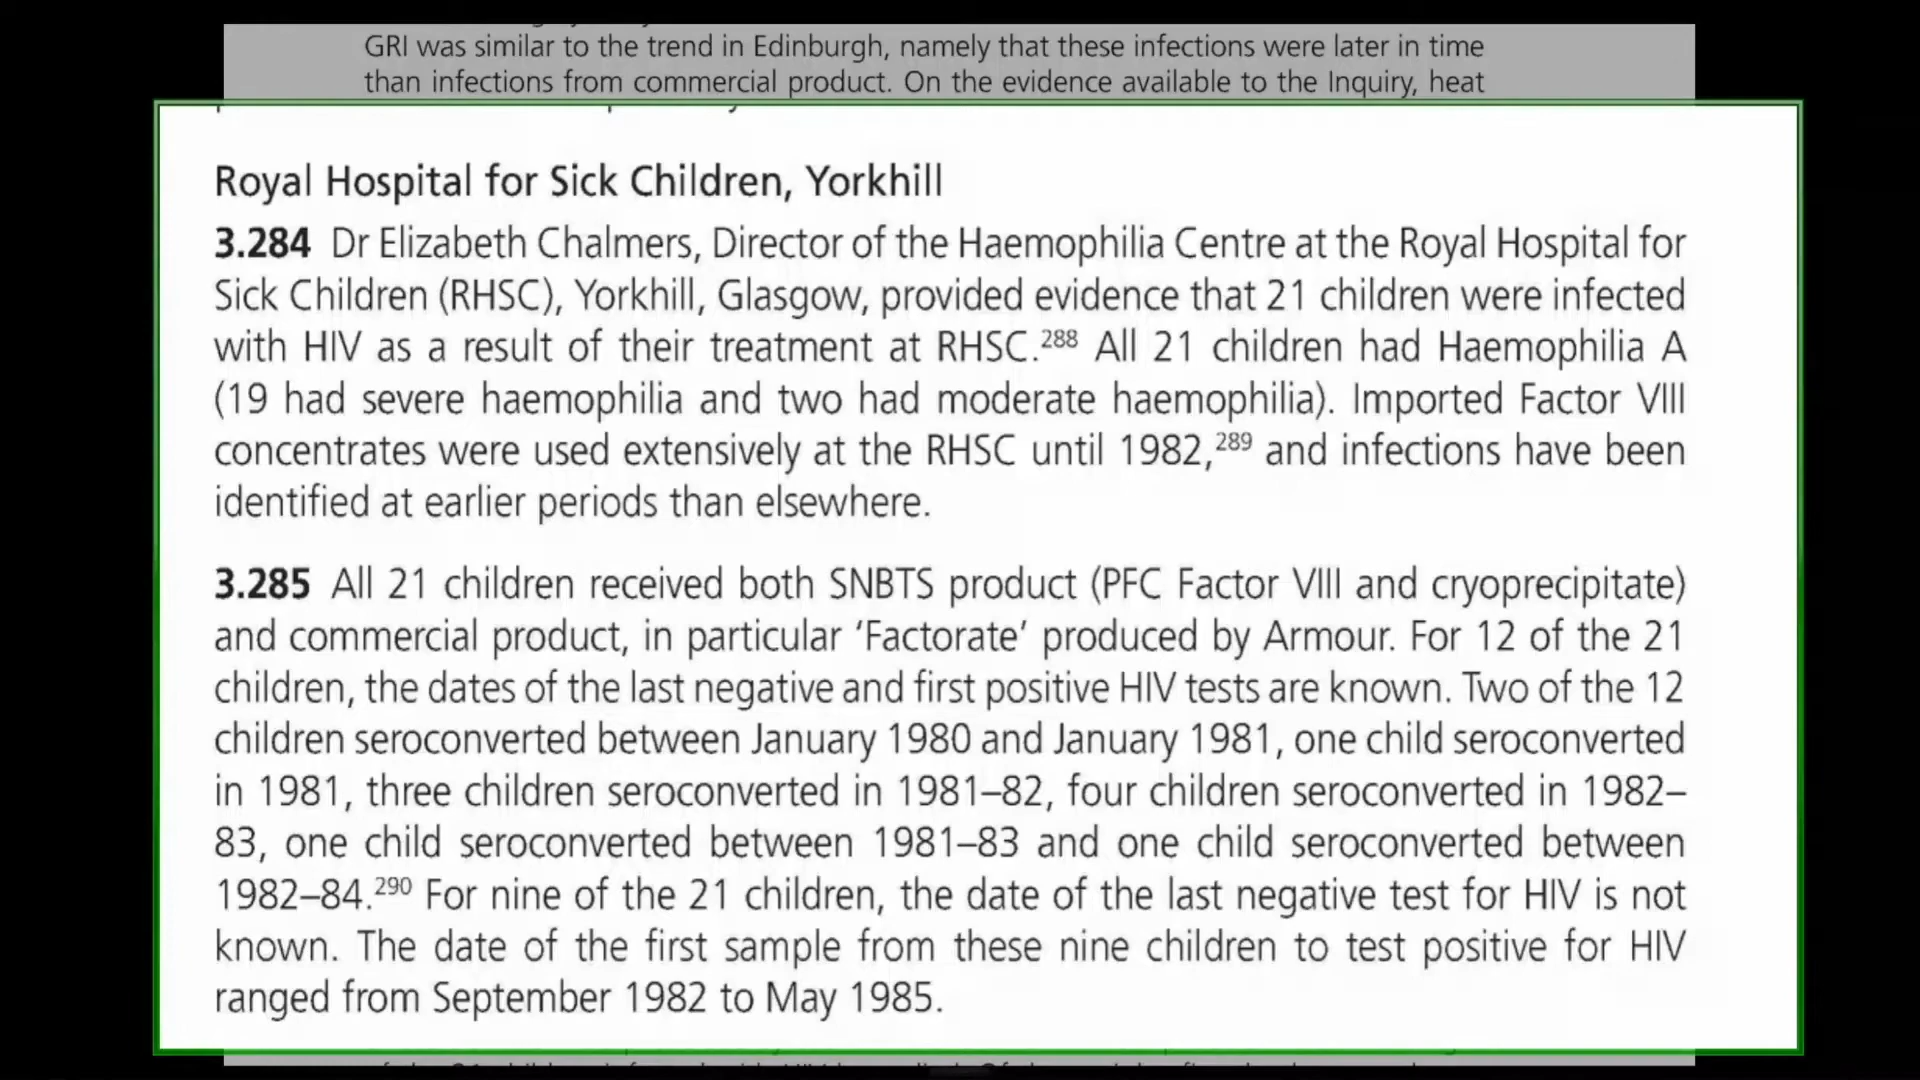 GRI was similar to the trend in Edinburgh, namely that these infections were later in time
than infections from commercial product. On the evidence available to the Inquiry, heat
Royal Hospital for Sick Children, Yorkhill
3.284 Dr Elizabeth Chalmers, Director of the Haemophilia Centre at the Royal Hospital for
Sick Children (RHSC), Yorkhill, Glasgow, provided evidence that 21 children were infected
with HIV as a result of their treatment at RHSC.288 All 21 children had Haemophilia A
(19 had severe haemophilia and two had moderate haemophilia). Imported Factor VIII
concentrates were used extensively at the RHSC until 1982,289 and infections have been
identified at earlier periods than elsewhere.
3.285 All 21 children received both SNBTS product (PFC Factor VIII and cryoprecipitate)
and commercial product, in particular ‘Factorate’ produced by Armour. For 12 of the 21
children, the dates of the last negative and first positive HIV tests are known. Two of the 12
children seroconverted between January 1980 and January 1981, one child seroconverted
in 1981–82, three children seroconverted in 1981–82, four children seroconverted in 1982–
83, one child seroconverted between 1981–83 and one child seroconverted between
1982–84.290 For nine of the 21 children, the date of the last negative test for HIV is not
known. The date of the first sample from these nine children to test positive for HIV
ranged from September 1982 to May 1985.